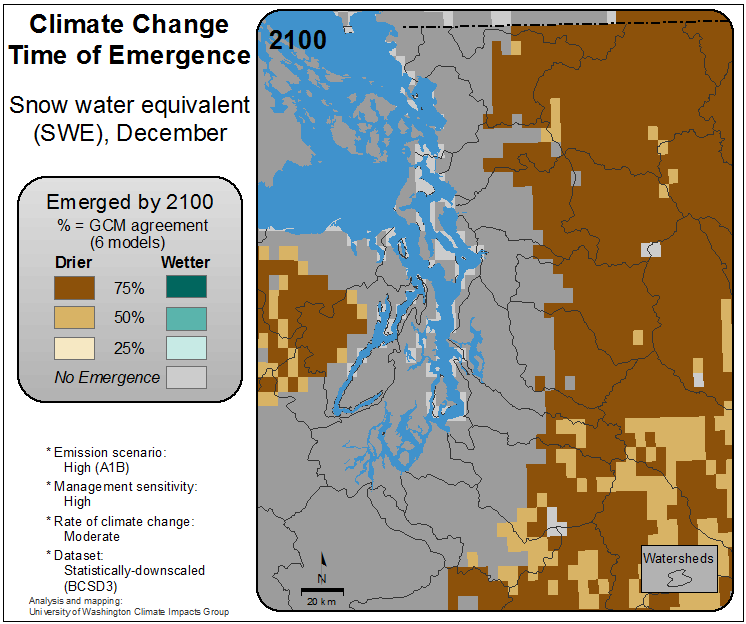 Climate Change
Time of Emergence
Snow water equivalent
(SWE), December
Emerged by 2100
% = GCM agreement
(6 models)
Drier Wetter
75%
50%
25%
No Emergence
* Emission scenario:
High (A1B)
* Management sensitivity:
High
* Rate of climate change:
Moderate
* Dataset:
Statistically-downscaled
(BCSD3)
Analysis and mapping:
University of Washington Climate Impacts Group
2100
N
20 km
Watersheds